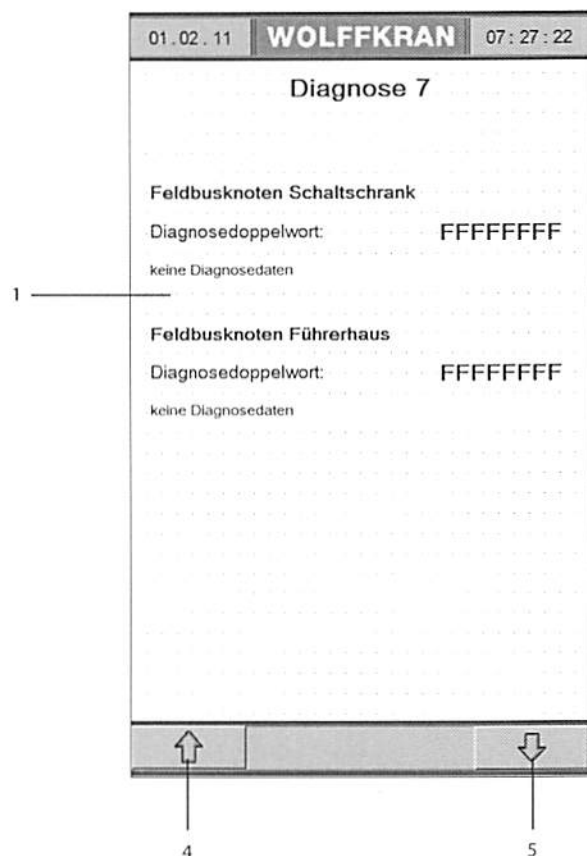 01.02.11 WOLFFKRAN 07:27:22
Diagnose 7
Feldbusknoten Schaltschrank
Diagnosedoppelwort: FFFFFFFF
keine Diagnosedaten
1
Feldbusknoten Führerhaus
Diagnosedoppelwort: FFFFFFFF
keine Diagnosedaten
4 5